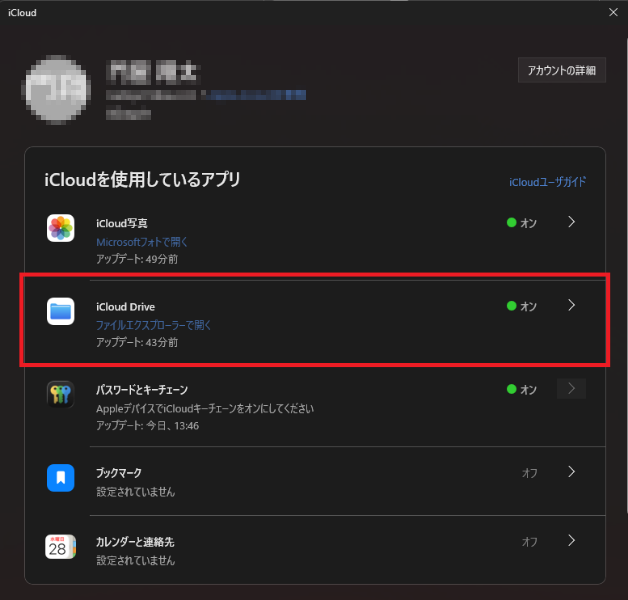 iCloud
アカウントの詳細
iCloudを使用しているアプリ
iCloudユーザガイド
iCloud写真
オン
Microsoftフォトで開く
アップデート: 49分前
iCloud Drive
オン
ファイルエクスプローラーで開く
アップデート: 43分前
パスワードとキーチェーン
オン
AppleデバイスでiCloudキーチェーンをオンにしてください
アップデート: 今日、13:46
ブックマーク
オフ
設定されていません
水曜日
28
カレンダーと連絡先
オフ
設定されていません